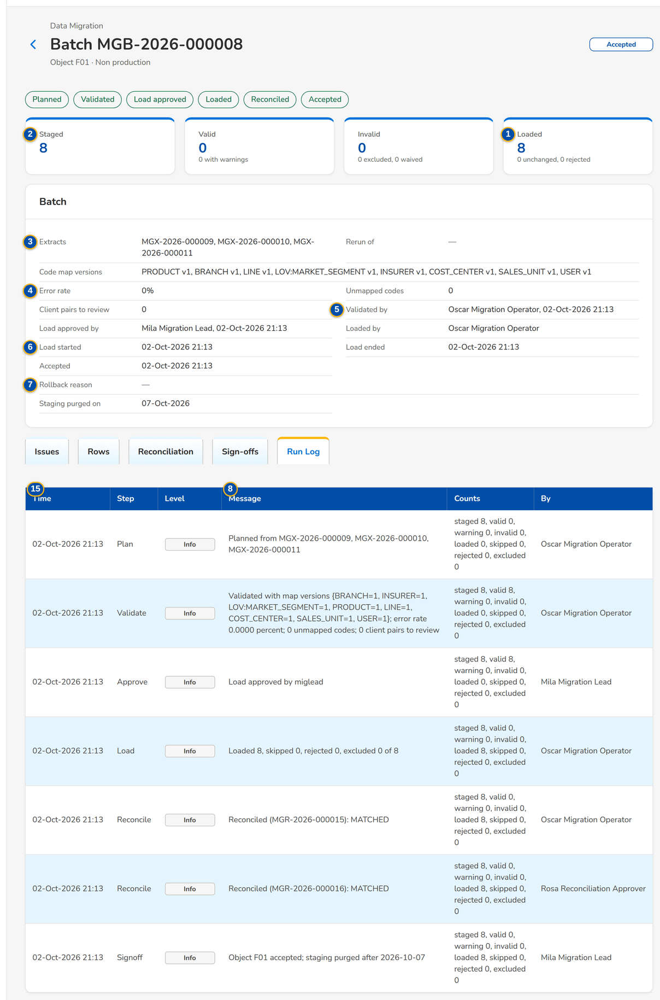 Data Migration
Batch MGB-2026-000008
Accepted
Object F01 · Non production
Planned
Validated
Load approved
Loaded
Reconciled
Accepted
2 Staged
8
Valid
0
0 with warnings
Invalid
0
0 excluded, 0 waived
1 Loaded
8
0 unchanged, 0 rejected
Batch
3 Extracts
MGX-2026-000009, MGX-2026-000010, MGX-
2026-000011
Rerun of
—
Code map versions
PRODUCT v1, BRANCH v1, LINE v1, LOV:MARKET_SEGMENT v1, INSURER v1, COST_CENTER v1, SALES_UNIT v1, USER v1
4 Error rate
0%
Unmapped codes
0
Client pairs to review
0
5 Validated by
Oscar Migration Operator, 02-Oct-2026 21:13
Load approved by
Mila Migration Lead, 02-Oct-2026 21:13
Loaded by
Oscar Migration Operator
6 Load started
02-Oct-2026 21:13
Load ended
02-Oct-2026 21:13
Accepted
02-Oct-2026 21:13
7 Rollback reason
—
Staging purged on
07-Oct-2026
Issues
Rows
Reconciliation
Sign-offs
Run Log
15
8
Time
Step
Level
Message
Counts
By
02-Oct-2026 21:13
Plan
Info
Planned from MGX-2026-000009, MGX-2026-000010,
MGX-2026-000011
staged 8, valid 0,
warning 0, invalid 0,
loaded 0, skipped 0,
rejected 0, excluded
0
Oscar Migration Operator
02-Oct-2026 21:13
Validate
Info
Validated with map versions {BRANCH=1, INSURER=1,
LOV:MARKET_SEGMENT=1, PRODUCT=1, LINE=1,
COST_CENTER=1, SALES_UNIT=1, USER=1}; error rate
0.0000 percent; 0 unmapped codes; 0 client pairs to review
staged 8, valid 8,
warning 0, invalid 0,
loaded 0, skipped 0,
rejected 0, excluded
0
Oscar Migration Operator
02-Oct-2026 21:13
Approve
Info
Load approved by miglead
staged 8, valid 8,
warning 0, invalid 0,
loaded 0, skipped 0,
rejected 0, excluded
0
Mila Migration Lead
02-Oct-2026 21:13
Load
Info
Loaded 8, skipped 0, rejected 0, excluded 0 of 8
staged 8, valid 0,
warning 0, invalid 0,
loaded 8, skipped 0,
rejected 0, excluded
0
Oscar Migration Operator
02-Oct-2026 21:13
Reconcile
Info
Reconciled (MGR-2026-000015): MATCHED
staged 8, valid 0,
warning 0, invalid 0,
loaded 8, skipped 0,
rejected 0, excluded
0
Oscar Migration Operator
02-Oct-2026 21:13
Reconcile
Info
Reconciled (MGR-2026-000016): MATCHED
staged 8, valid 0,
warning 0, invalid 0,
loaded 8, skipped 0,
rejected 0, excluded
0
Rosa Reconciliation Approver
02-Oct-2026 21:13
Signoff
Info
Object F01 accepted; staging purged after 2026-10-07
staged 8, valid 0,
warning 0, invalid 0,
loaded 8, skipped 0,
rejected 0, excluded
0
Mila Migration Lead